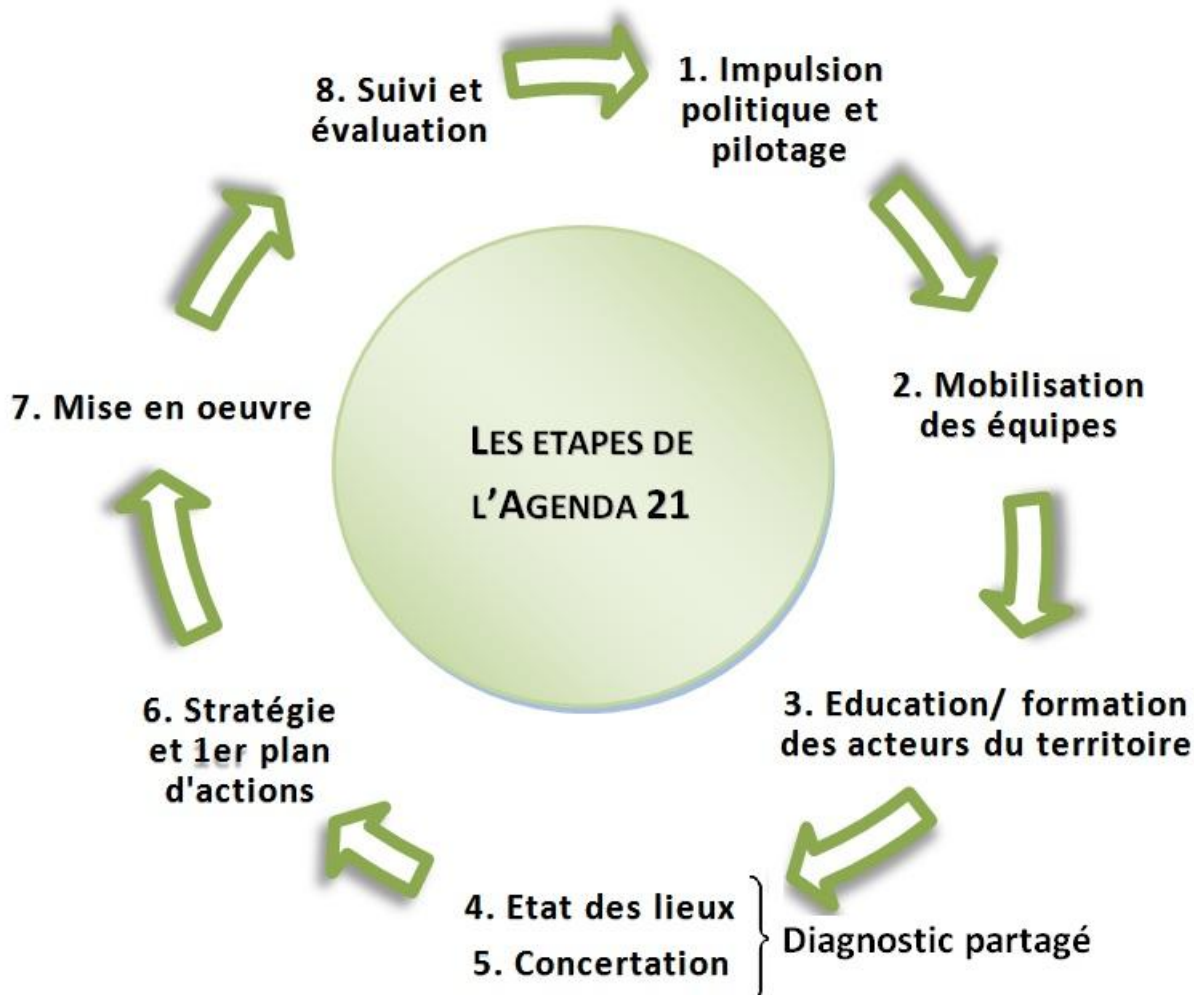 LES ETAPES DE
L'AGENDA 21
1. Impulsion
politique et
pilotage
2. Mobilisation
des équipes
3. Education/ formation
des acteurs du territoire
4. Etat des lieux
5. Concertation
Diagnostic partagé
6. Stratégie
et 1er plan
d'actions
7. Mise en oeuvre
8. Suivi et
évaluation